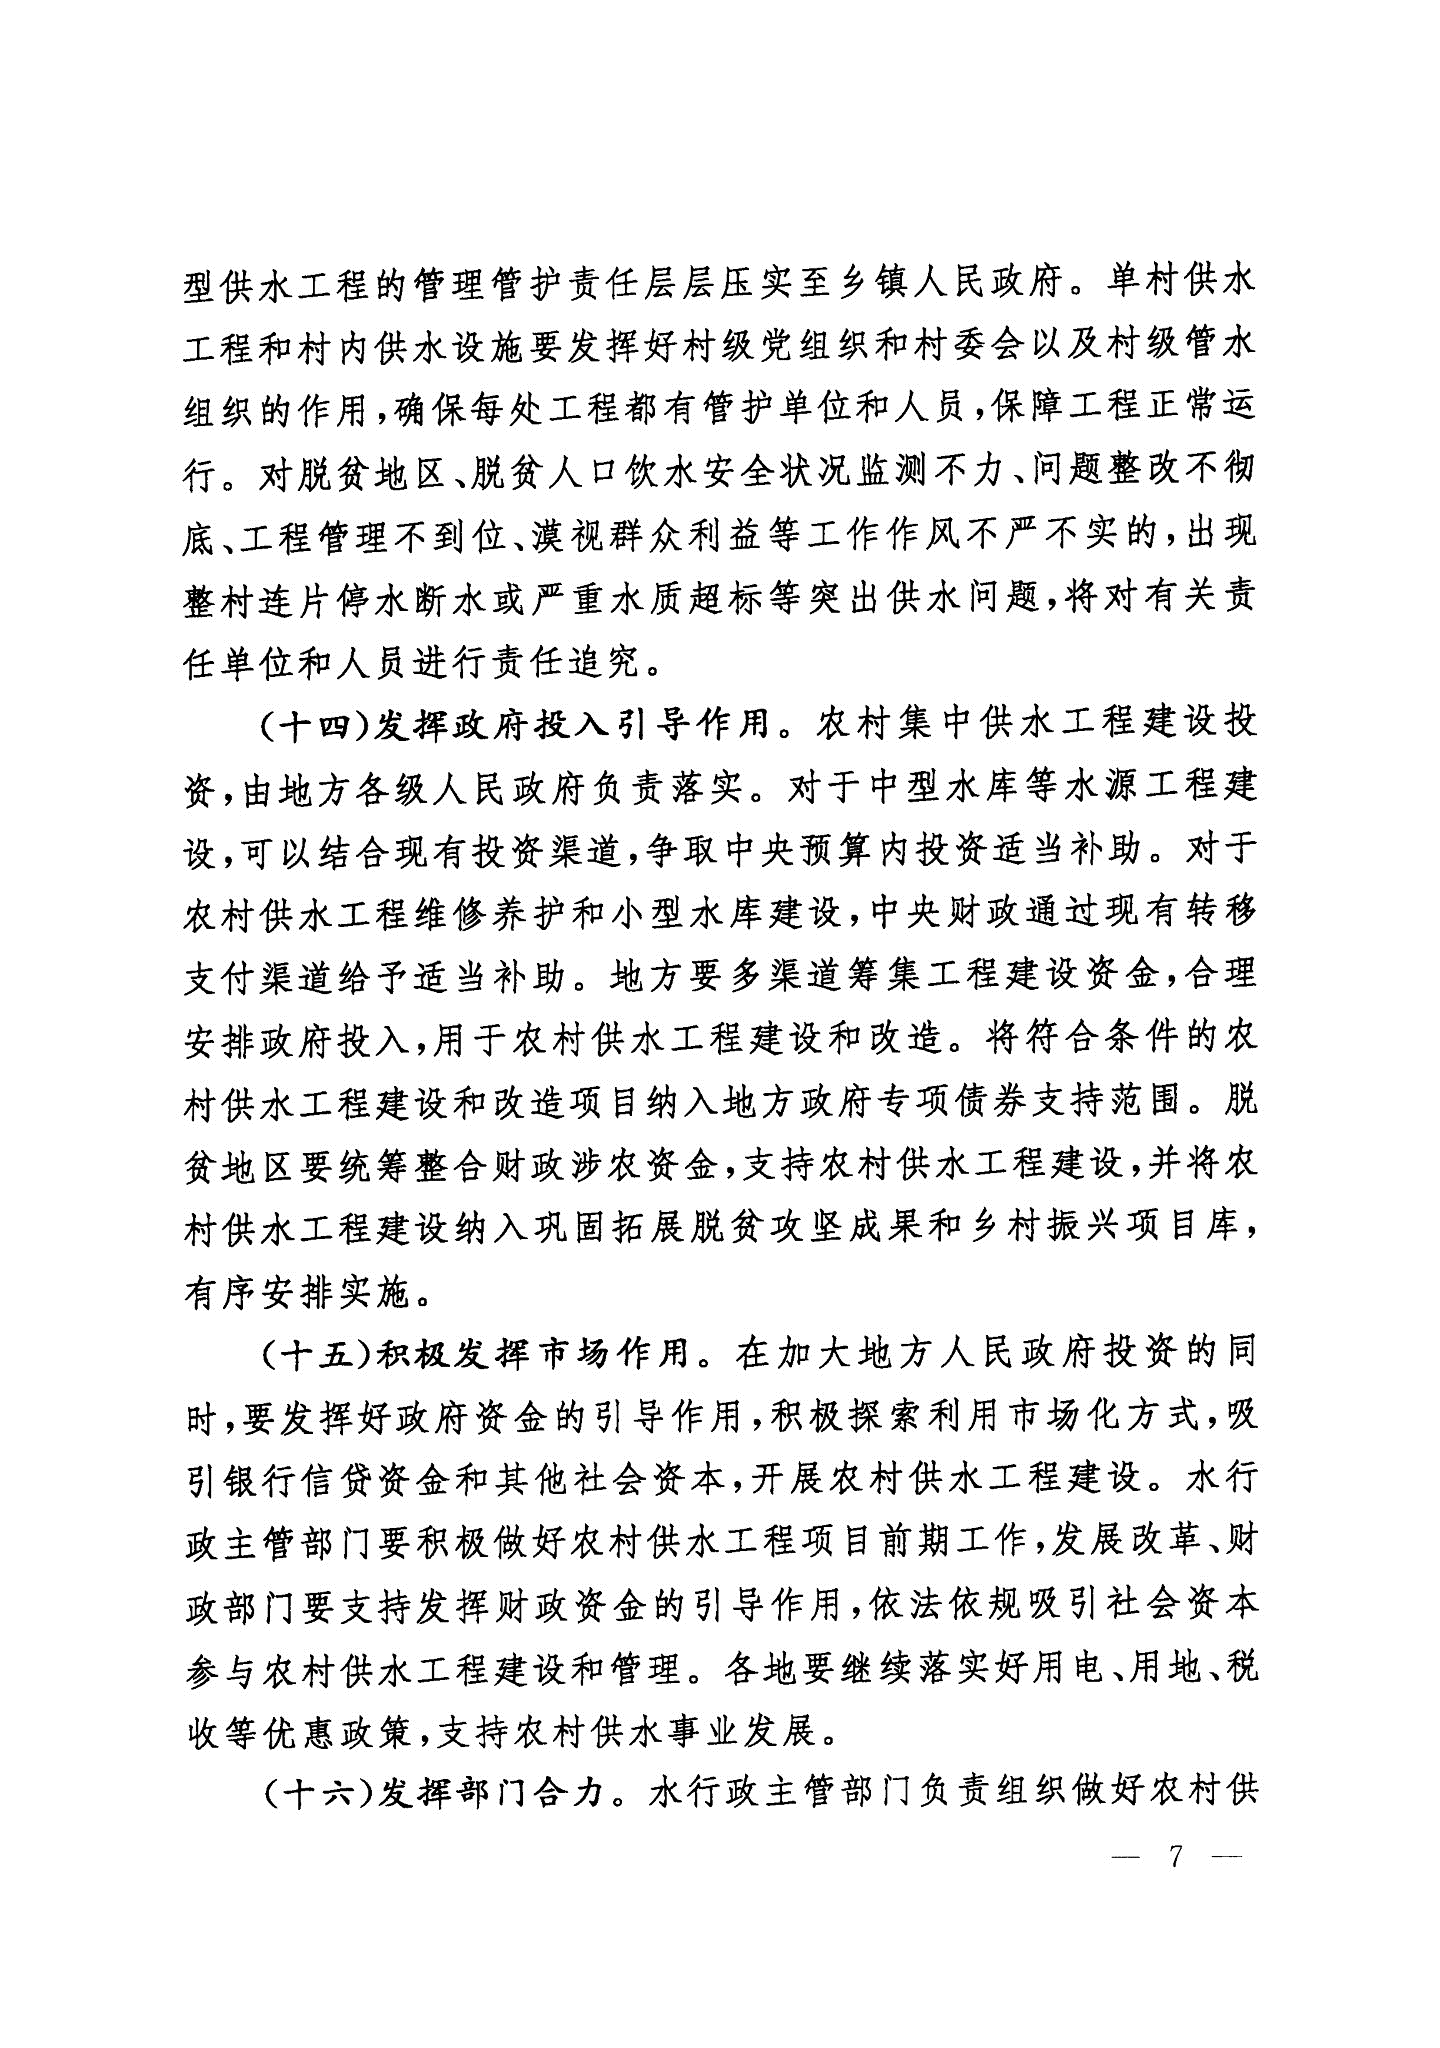 型供水工程的管理管护责任层层压实至乡镇人民政府。单村供水
工程和村内供水设施要发挥好村级党组织和村委会以及村级管水
组织的作用,确保每处工程都有管护单位和人员,保障工程正常运
行。对脱贫地区、脱贫人口饮水安全状况监测不力、问题整改不彻
底、工程管理不到位、漠视群众利益等工作作风不严不实的,出现
整村连片停水断水或严重水质超标等突出供水问题,将对有关责
任单位和人员进行责任追究。
(十四)发挥政府投入引导作用。农村集中供水工程建设投
资,由地方各级人民政府负责落实。对于中型水库等水源工程建
设,可以结合现有投资渠道,争取中央预算内投资适当补助。对于
农村供水工程维修养护和小型水库建设,中央财政通过现有转移
支付渠道给予适当补助。地方要多渠道筹集工程建设资金,合理
安排政府投入,用于农村供水工程建设和改造。将符合条件的农
村供水工程建设和改造项目纳入地方政府专项债券支持范围。脱
贫地区要统筹整合财政涉农资金,支持农村供水工程建设,并将农
村供水工程建设纳入巩固拓展脱贫攻坚成果和乡村振兴项目库,
有序安排实施。
(十五)积极发挥市场作用。在加大地方人民政府投资的同
时,要发挥好政府资金的引导作用,积极探索利用市场化方式,吸
引银行信贷资金和其他社会资本,开展农村供水工程建设。水行
政主管部门要积极做好农村供水工程项目前期工作,发展改革、财
政部门要支持发挥财政资金的引导作用,依法依规吸引社会资本
参与农村供水工程建设和管理。各地要继续落实好用电、用地、税
收等优惠政策,支持农村供水事业发展。
(十六)发挥部门合力。水行政主管部门负责组织做好农村供
— 7 —